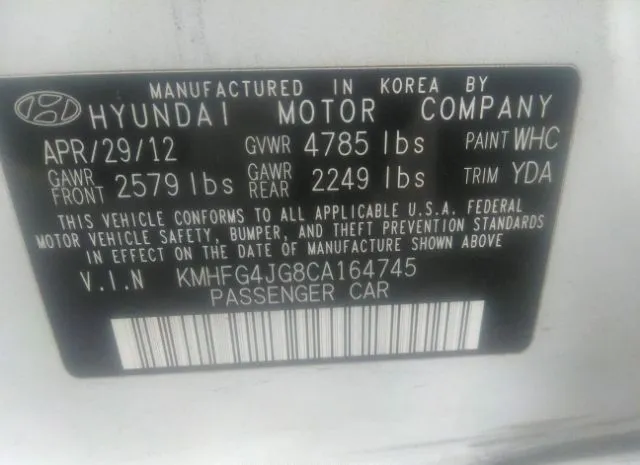 MANUFACTURED IN KOREA BY
HYUNDAI MOTOR COMPANY
APR/29/12 GVWR 4785 lbs PAINT WHC
GAWR FRONT 2579 lbs GAWR REAR 2249 lbs TRIM YDA
THIS VEHICLE CONFORMS TO ALL APPLICABLE U.S.A. FEDERAL
MOTOR VEHICLE SAFETY, BUMPER, AND THEFT PREVENTION STANDARDS
IN EFFECT ON THE DATE OF MANUFACTURE SHOWN ABOVE
V.I.N KMHFG4JG8CA164745
PASSENGER CAR